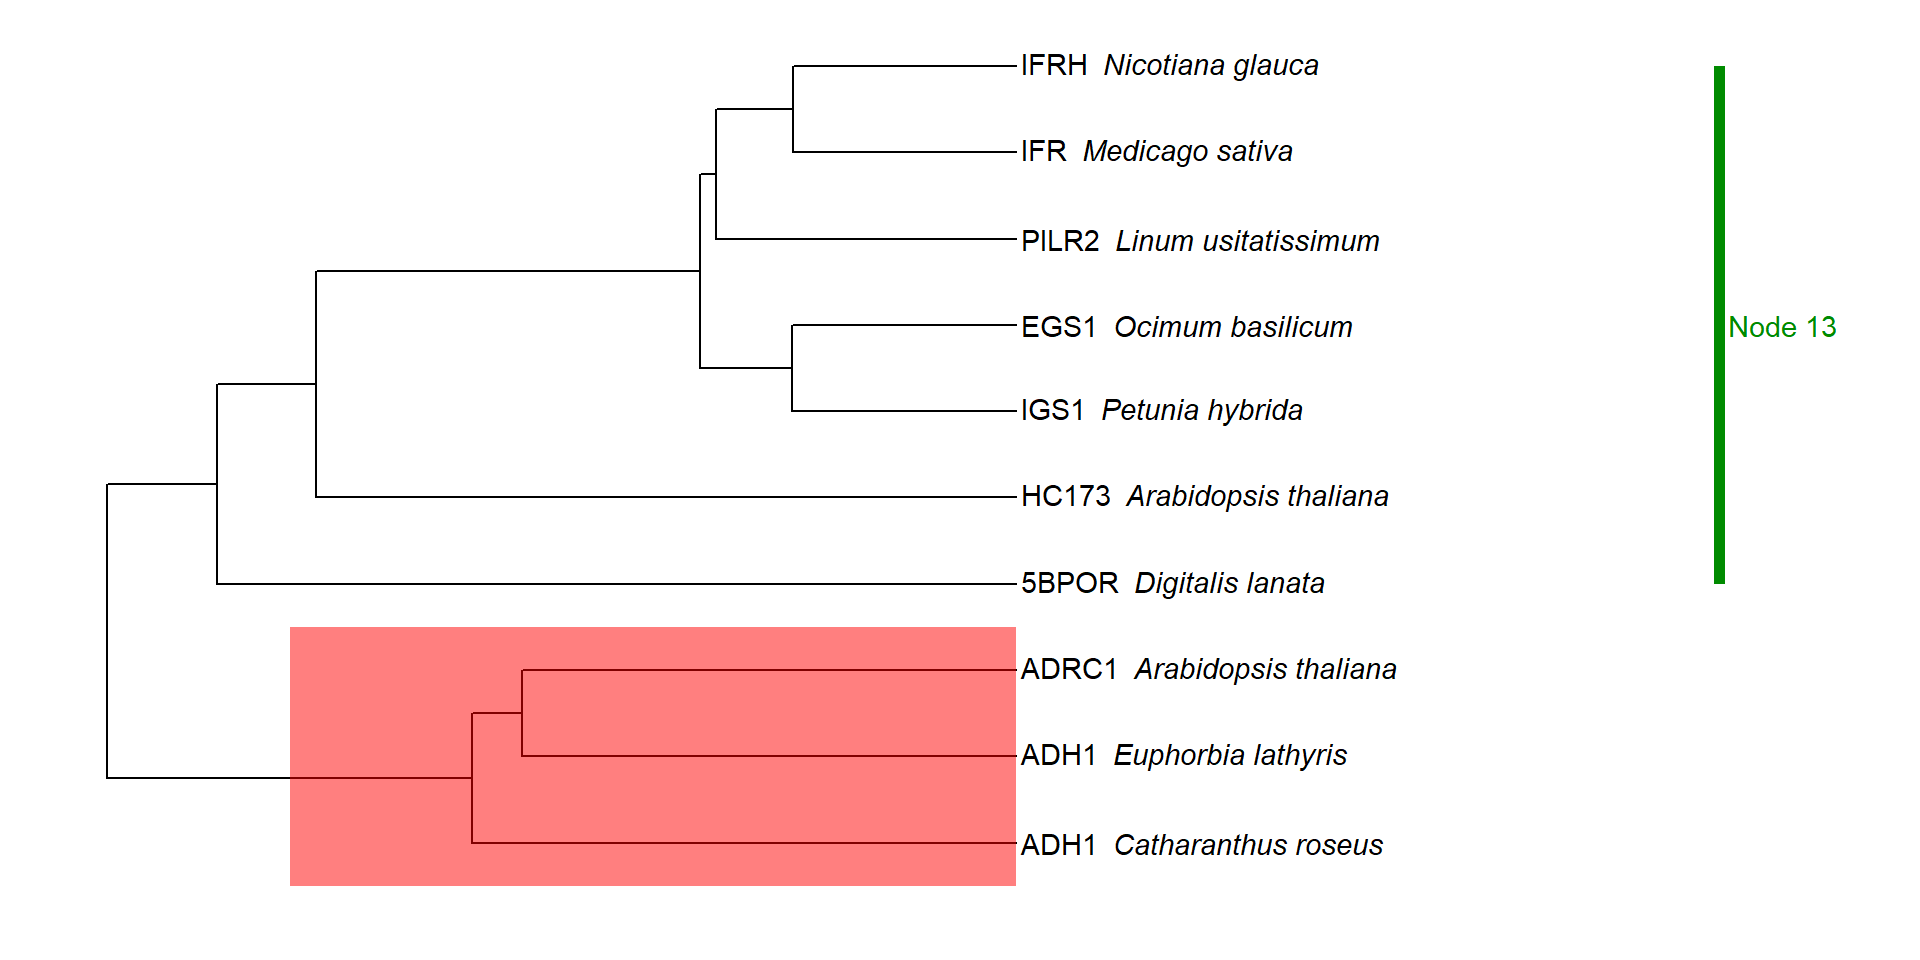 IFRH Nicotiana glauca
IFR Medicago sativa
PILR2 Linum usitatissimum
EGS1 Ocimum basilicum
Node 13
IGS1 Petunia hybrida
HC173 Arabidopsis thaliana
5BPOR Digitalis lanata
ADRC1 Arabidopsis thaliana
ADH1 Euphorbia lathyris
ADH1 Catharanthus roseus